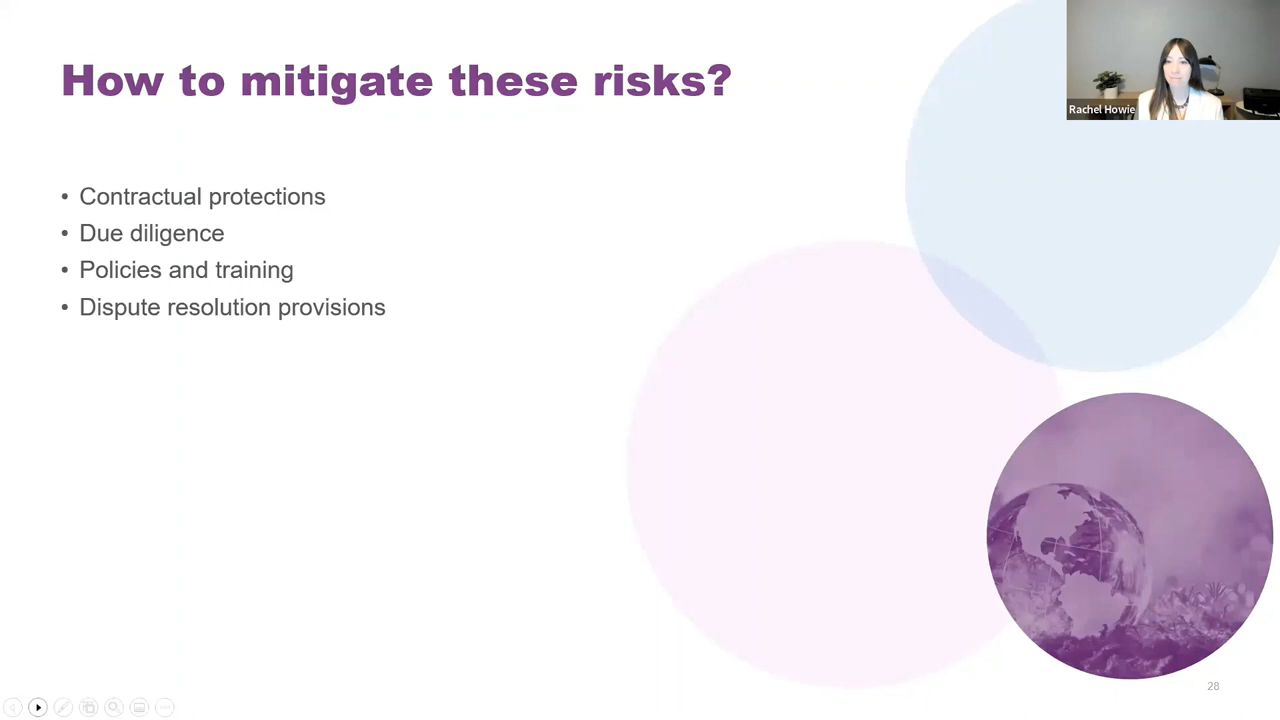 How to mitigate these risks?
Rachel Howie
• Contractual protections
• Due diligence
• Policies and training
• Dispute resolution provisions
28